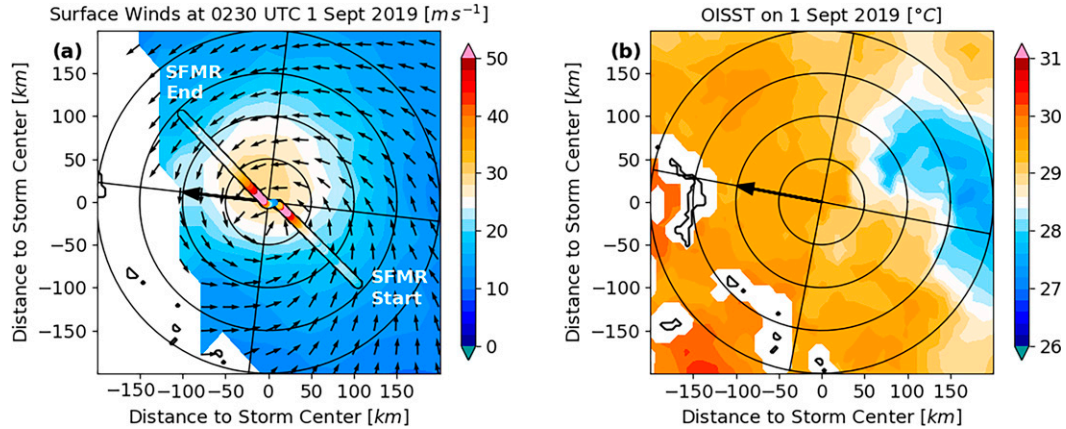 Surface Winds at 0230 UTC 1 Sept 2019 [m s⁻¹]
(a)
SFMR
End
SFMR
Start
150
100
50
0
−50
−100
−150
Distance to Storm Center [km]
−150 −100 −50 0 50 100 150
Distance to Storm Center [km]
50
40
30
20
10
0
OISST on 1 Sept 2019 [°C]
(b)
150
100
50
0
−50
−100
−150
Distance to Storm Center [km]
−150 −100 −50 0 50 100 150
Distance to Storm Center [km]
31
30
29
28
27
26